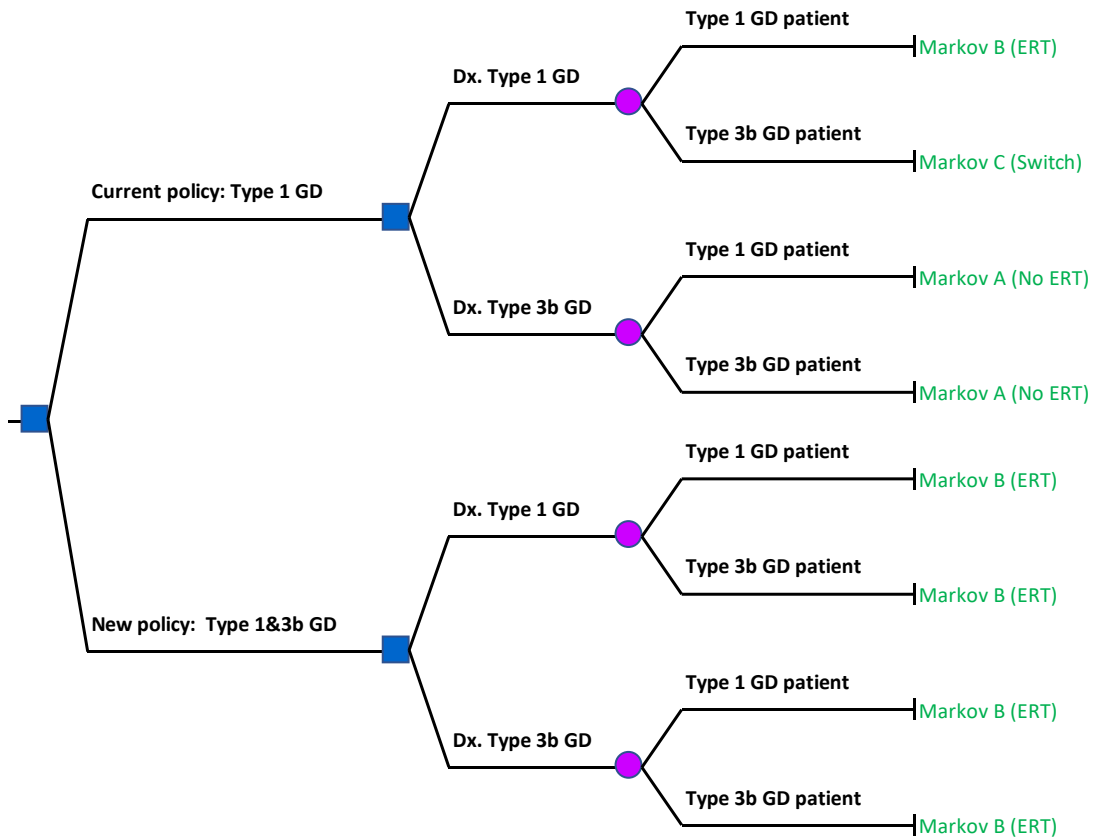 Type 1 GD patient
Markov B (ERT)
Dx. Type 1 GD
Type 3b GD patient
Markov C (Switch)
Current policy: Type 1 GD
Type 1 GD patient
Markov A (No ERT)
Dx. Type 3b GD
Type 3b GD patient
Markov A (No ERT)
Type 1 GD patient
Markov B (ERT)
Dx. Type 1 GD
Type 3b GD patient
Markov B (ERT)
New policy:  Type 1&3b GD
Type 1 GD patient
Markov B (ERT)
Dx. Type 3b GD
Type 3b GD patient
Markov B (ERT)